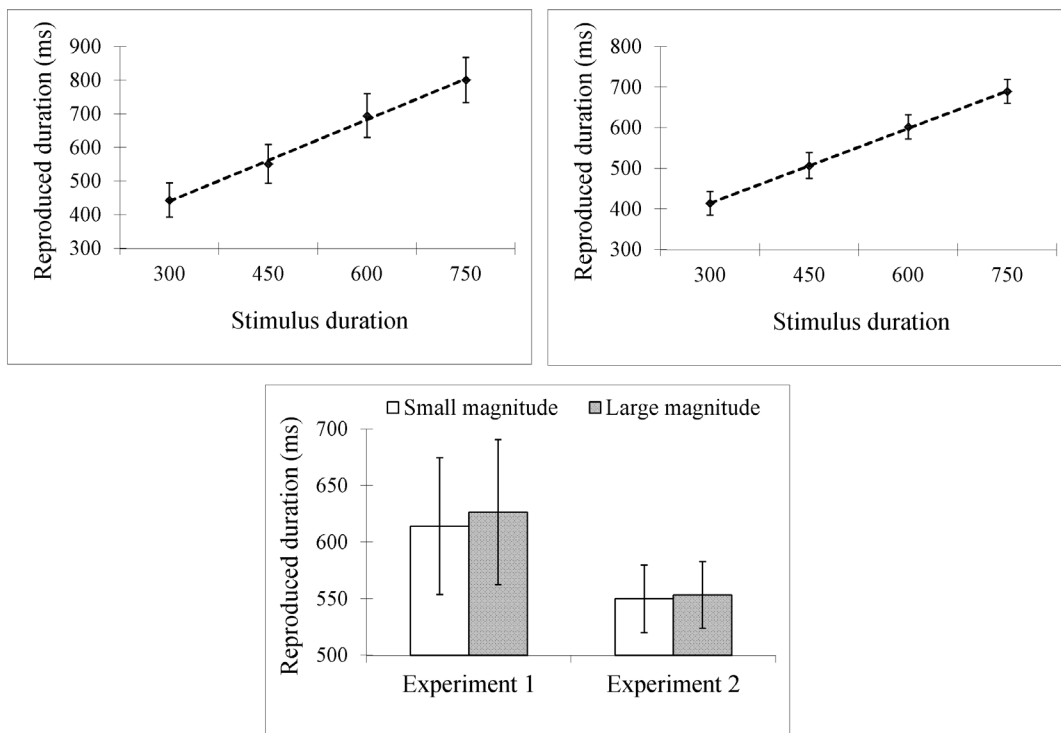 Reproduced duration (ms)
900
800
700
600
500
400
300
300 450 600 750
Stimulus duration
Reproduced duration (ms)
800
700
600
500
400
300
300 450 600 750
Stimulus duration
Small magnitude Large magnitude
Reproduced duration (ms)
700
650
600
550
500
Experiment 1 Experiment 2